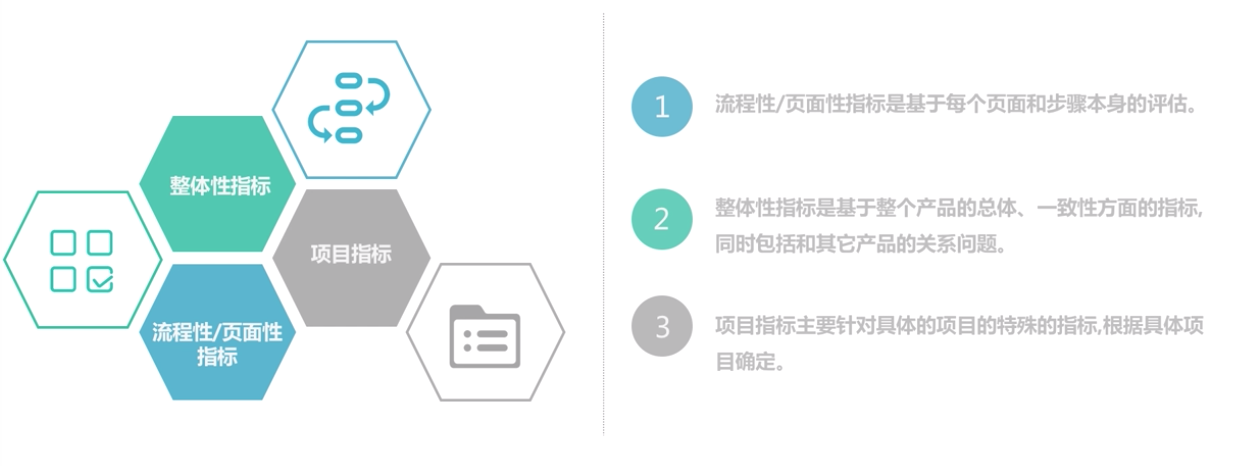 整体性指标
项目指标
流程性/页面性
指标
1
流程性/页面性指标是基于每个页面和步骤本身的评估。
2
整体性指标是基于整个产品的总体、一致性方面的指标,
同时包括和其它产品的关系问题。
3
项目指标主要针对具体的项目的特殊的指标,根据具体项
目确定。